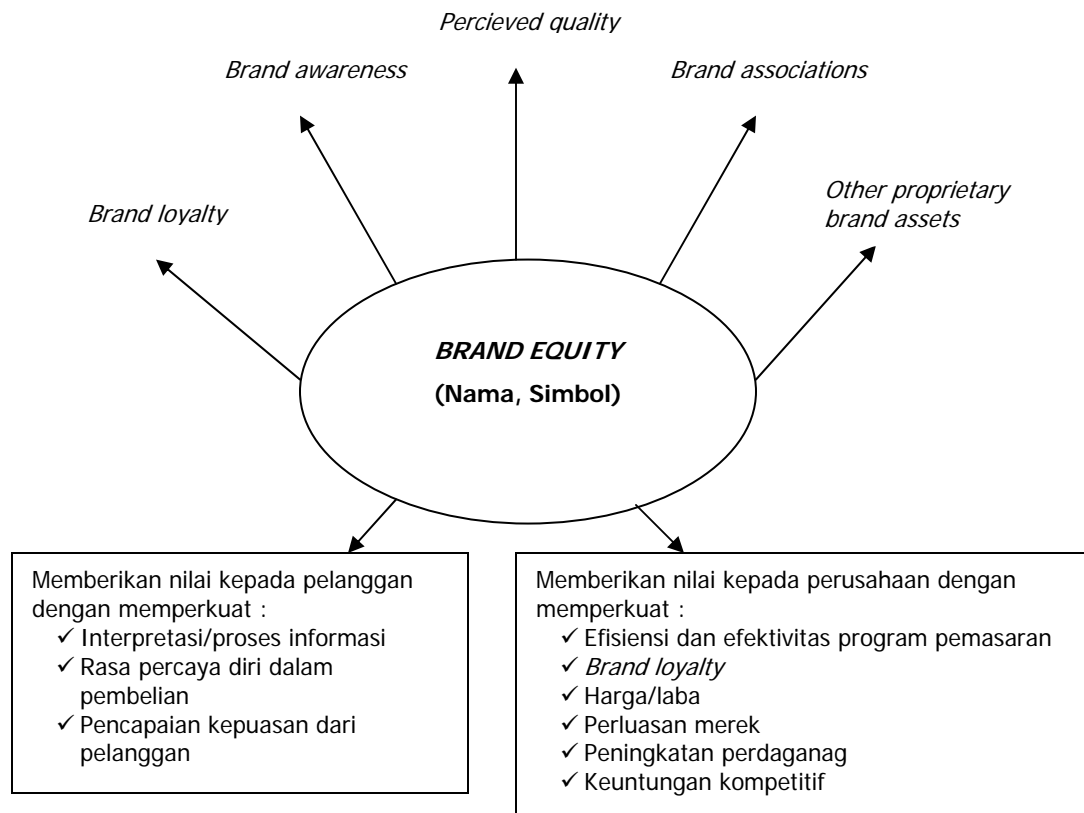 Percieved quality
Brand awareness
Brand associations
Brand loyalty
Other proprietary
brand assets
BRAND EQUITY
(Nama, Simbol)
Memberikan nilai kepada pelanggan
dengan memperkuat :
✓ Interpretasi/proses informasi
✓ Rasa percaya diri dalam
pembelian
✓ Pencapaian kepuasan dari
pelanggan
Memberikan nilai kepada perusahaan dengan
memperkuat :
✓ Efisiensi dan efektivitas program pemasaran
✓ Brand loyalty
✓ Harga/laba
✓ Perluasan merek
✓ Peningkatan perdaganag
✓ Keuntungan kompetitif